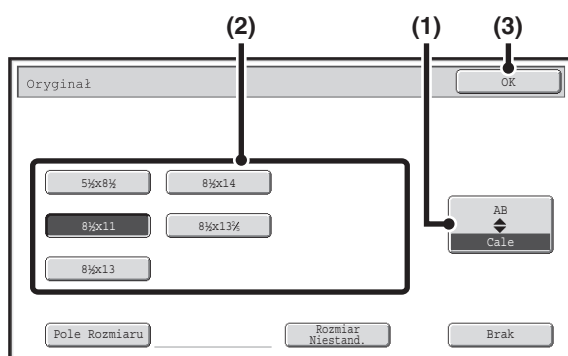 (2) (1) (3)
Oryginał OK
5½x8½ 8½x14
8½x11 8½x13⅖
8½x13
AB
Cale
Pole Rozmiaru Rozmiar Niestand. Brak